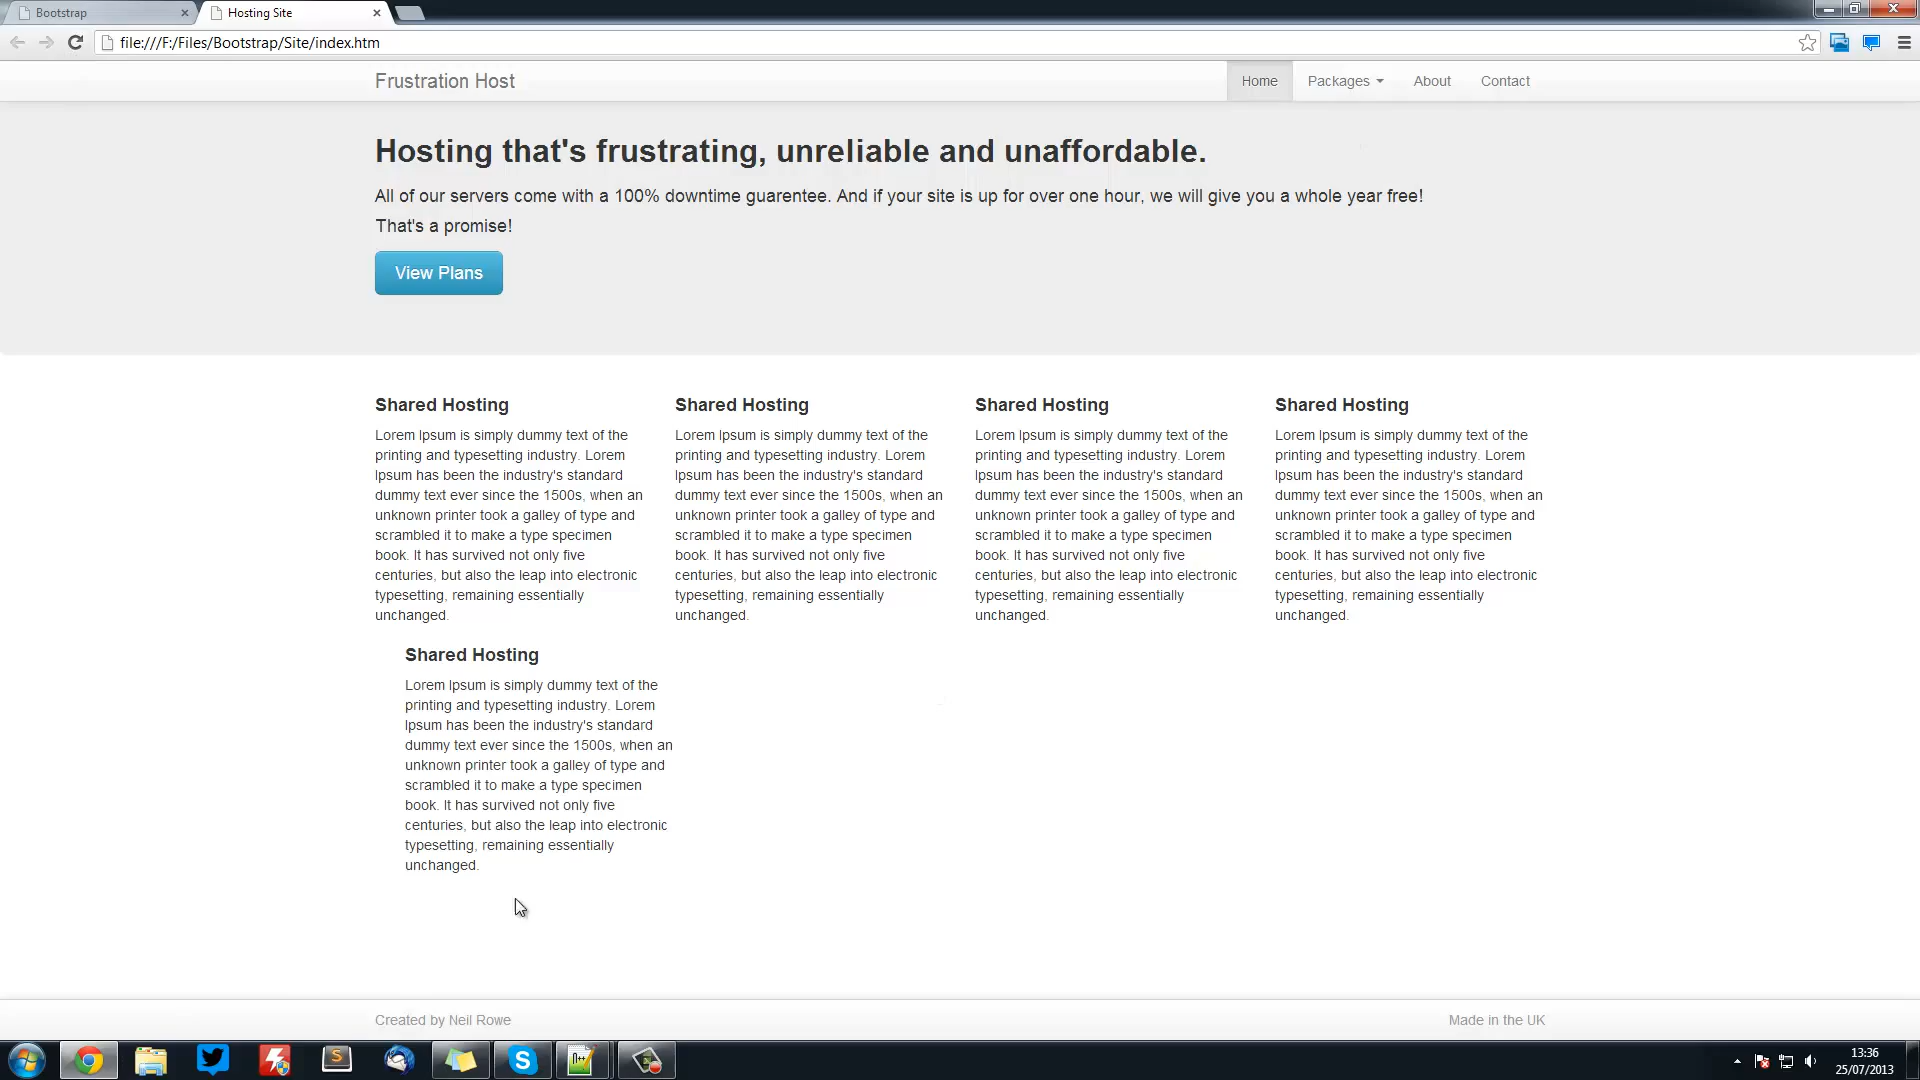 Bootstrap
Hosting Site
file:///F:/Files/Bootstrap/Site/index.htm
Frustration Host
Home
Packages
About
Contact
Hosting that's frustrating, unreliable and unaffordable.
All of our servers come with a 100% downtime guarentee. And if your site is up for over one hour, we will give you a whole year free!
That's a promise!
View Plans
Shared Hosting
Lorem Ipsum is simply dummy text of the
printing and typesetting industry. Lorem
Ipsum has been the industry's standard
dummy text ever since the 1500s, when an
unknown printer took a galley of type and
scrambled it to make a type specimen
book. It has survived not only five
centuries, but also the leap into electronic
typesetting, remaining essentially
unchanged.
Shared Hosting
Lorem Ipsum is simply dummy text of the
printing and typesetting industry. Lorem
Ipsum has been the industry's standard
dummy text ever since the 1500s, when an
unknown printer took a galley of type and
scrambled it to make a type specimen
book. It has survived not only five
centuries, but also the leap into electronic
typesetting, remaining essentially
unchanged.
Shared Hosting
Lorem Ipsum is simply dummy text of the
printing and typesetting industry. Lorem
Ipsum has been the industry's standard
dummy text ever since the 1500s, when an
unknown printer took a galley of type and
scrambled it to make a type specimen
book. It has survived not only five
centuries, but also the leap into electronic
typesetting, remaining essentially
unchanged.
Shared Hosting
Lorem Ipsum is simply dummy text of the
printing and typesetting industry. Lorem
Ipsum has been the industry's standard
dummy text ever since the 1500s, when an
unknown printer took a galley of type and
scrambled it to make a type specimen
book. It has survived not only five
centuries, but also the leap into electronic
typesetting, remaining essentially
unchanged.
Shared Hosting
Lorem Ipsum is simply dummy text of the
printing and typesetting industry. Lorem
Ipsum has been the industry's standard
dummy text ever since the 1500s, when an
unknown printer took a galley of type and
scrambled it to make a type specimen
book. It has survived not only five
centuries, but also the leap into electronic
typesetting, remaining essentially
unchanged.
Created by Neil Rowe
Made in the UK
13:36
25/07/2013